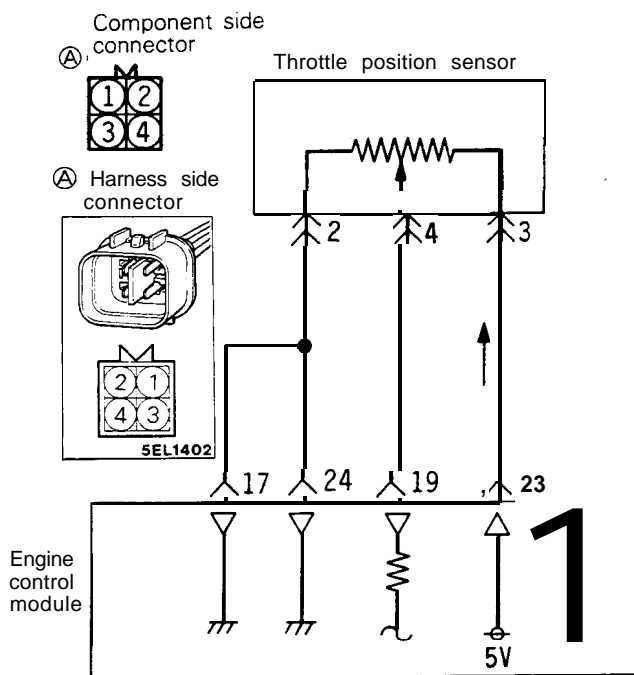 Component side
Ⓐ connector
1 2
3 4
Throttle position sensor
Ⓐ Harness side
connector
2 1
4 3
5EL1402
2 4 3
17 24 19 23
Engine
control
module
5V
1